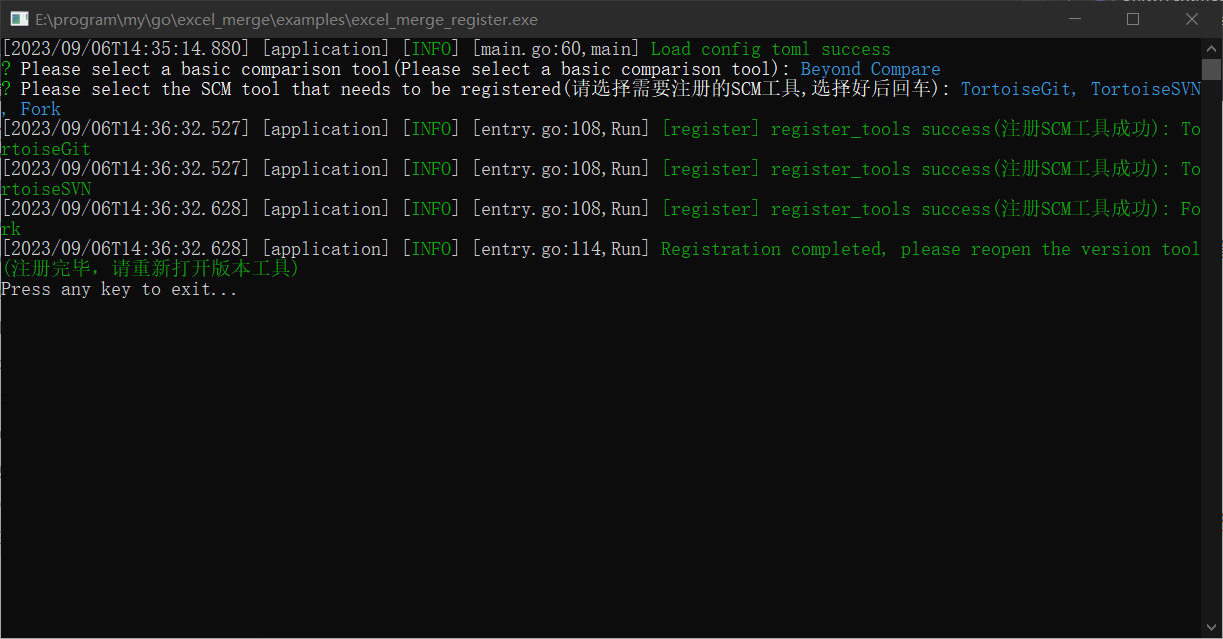 E:\program\my\go\excel_merge\examples\excel_merge_register.exe
[2023/09/06T14:35:14.880] [application] [INFO] [main.go:60,main] Load config toml success
? Please select a basic comparison tool(Please select a basic comparison tool): Beyond Compare
? Please select the SCM tool that needs to be registered(请选择需要注册的SCM工具,选择好后回车): TortoiseGit, TortoiseSVN
, Fork
[2023/09/06T14:36:32.527] [application] [INFO] [entry.go:108,Run] [register] register_tools success(注册SCM工具成功): To
rtoiseGit
[2023/09/06T14:36:32.527] [application] [INFO] [entry.go:108,Run] [register] register_tools success(注册SCM工具成功): To
rtoiseSVN
[2023/09/06T14:36:32.628] [application] [INFO] [entry.go:108,Run] [register] register_tools success(注册SCM工具成功): Fo
rk
[2023/09/06T14:36:32.628] [application] [INFO] [entry.go:114,Run] Registration completed, please reopen the version tool
(注册完毕，请重新打开版本工具)
Press any key to exit...